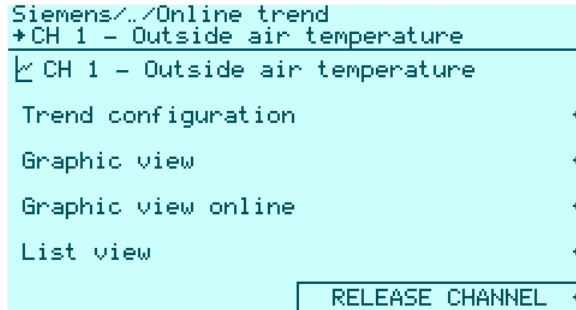 Siemens/../Online trend
CH 1 – Outside air temperature
CH 1 – Outside air temperature
Trend configuration
Graphic view
Graphic view online
List view
RELEASE CHANNEL